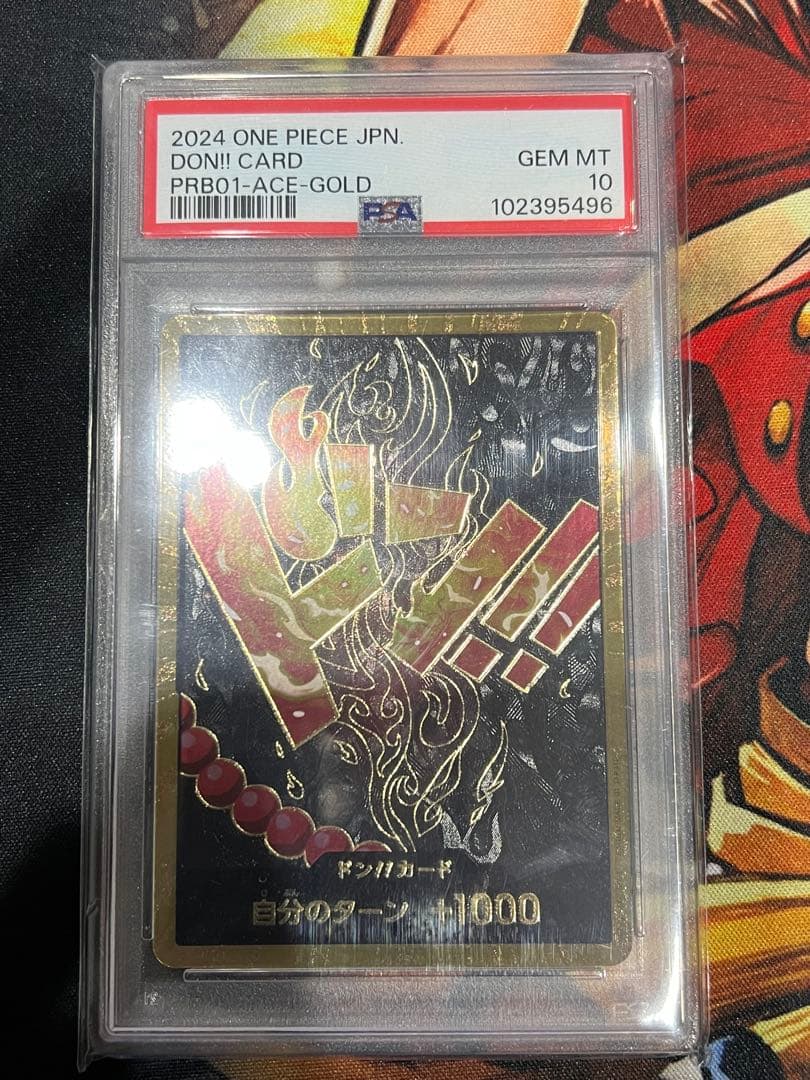 2024 ONE PIECE JPN.
DON!! CARD GEM MT
PRB01-ACE-GOLD 10
PSA 102395496
ドン!!
ドン!!カード
自分のターン +1000